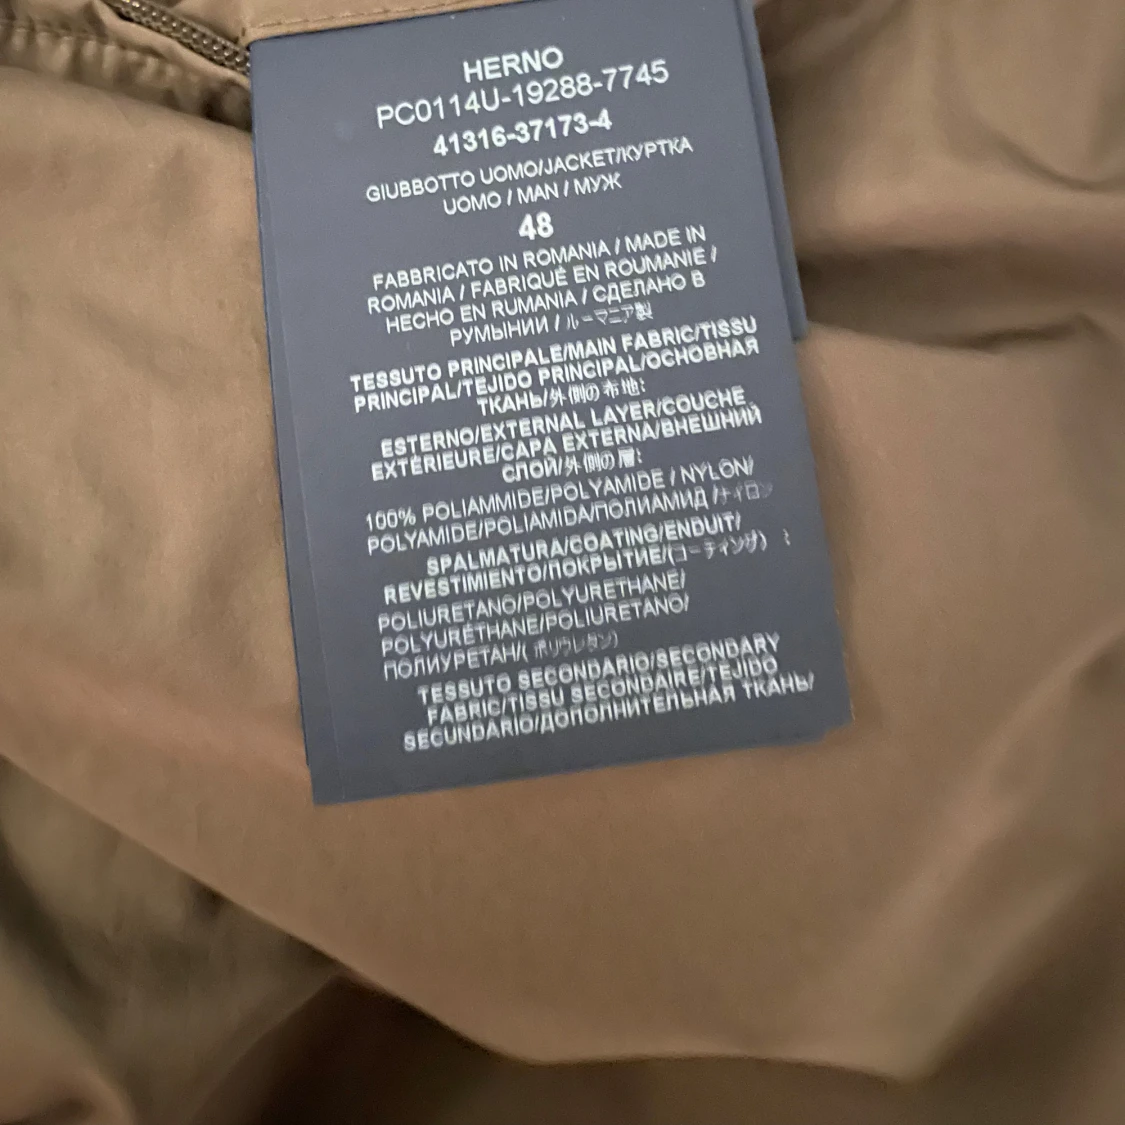 HERNO
PC0114U-19288-7745
41316-37173-4
GIUBBOTTO UOMO/JACKET/КУРТКА
UOMO / MAN / МУЖ
48
FABBRICATO IN ROMANIA / MADE IN
ROMANIA / FABRIQUÈ EN ROUMANIE /
HECHO EN RUMANIA / СДЕЛАНО В
РУМЫНИИ / ルーマニア製
TESSUTO PRINCIPALE/MAIN FABRIC/TISSU
PRINCIPAL/TEJIDO PRINCIPAL/ОСНОВНАЯ
ТКАНЬ/外側の布地:
ESTERNO/EXTERNAL LAYER/COUCHE
EXTÉRIEURE/CAPA EXTERNA/ВНЕШНИЙ
СЛОЙ/外側の層:
100% POLIAMMIDE/POLYAMIDE / NYLON/
POLYAMIDE/POLIAMIDA/ПОЛИАМИД /ナイロン
SPALMATURA/COATING/ENDUIT/
REVESTIMIENTO/ПОКРЫТИЕ/(コーティング) :
POLIURETANO/POLYURETHANE/
POLYURÉTHANE/POLIURETANO/
ПОЛИУРЕТАН/( ポリウレタン)
TESSUTO SECONDARIO/SECONDARY
FABRIC/TISSU SECONDAIRE/TEJIDO
SECUNDARIO/ДОПОЛНИТЕЛЬНАЯ ТКАНЬ/